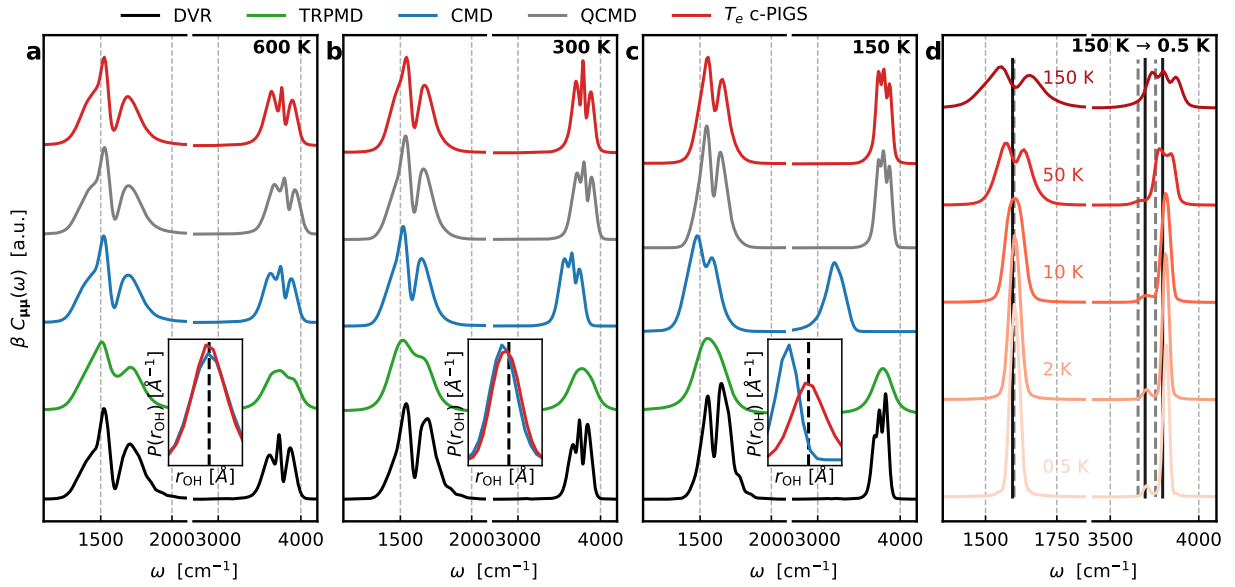 DVR TRPMD CMD QCMD Tₑ c-PIGS
β C_μμ(ω) [a.u.]
a 600 K
P(r_OH) [Å⁻¹]
r_OH [Å]
1500 2000 3000 4000
ω [cm⁻¹]
b 300 K
P(r_OH) [Å⁻¹]
r_OH [Å]
1500 2000 3000 4000
ω [cm⁻¹]
c 150 K
P(r_OH) [Å⁻¹]
r_OH [Å]
1500 2000 3000 4000
ω [cm⁻¹]
d 150 K → 0.5 K
150 K
50 K
10 K
2 K
0.5 K
1500 1750 3500 4000
ω [cm⁻¹]